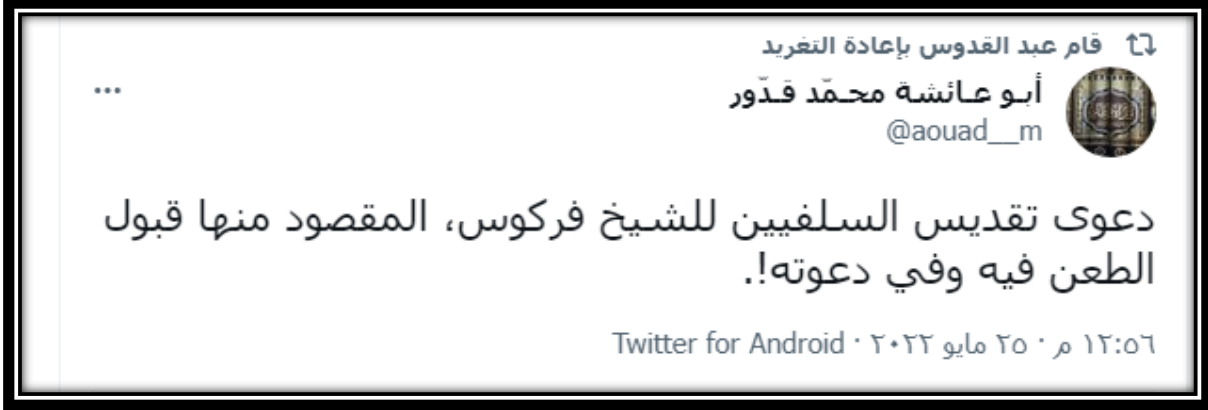 قام عبد القدوس بإعادة التغريد
أبـو عـائشة محمّد قـدّور
@aouad__m
دعوى تقديس السلفيين للشيخ فركوس، المقصود منها قبول
الطعن فيه وفي دعوته!.
١٢:٥٦ م · ٢٥ مايو ٢٠٢٢ · Twitter for Android